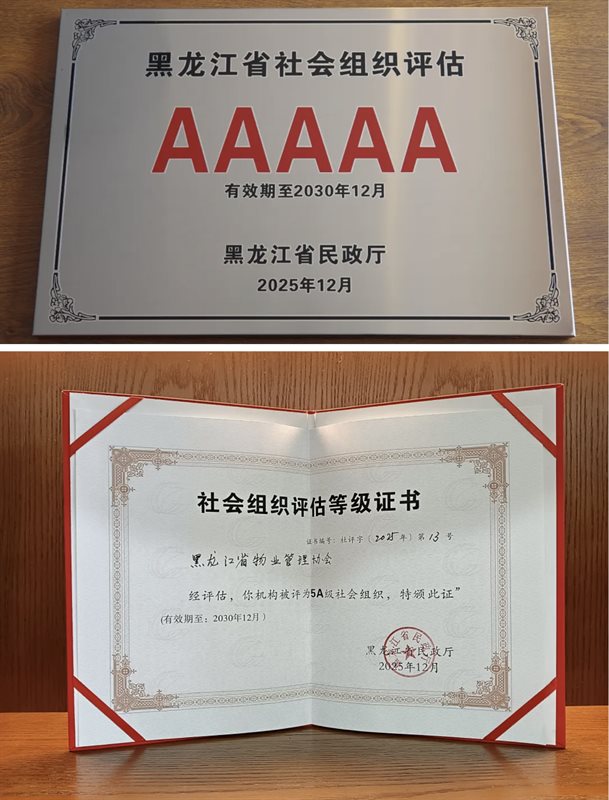 黑龙江省社会组织评估
AAAAA
有效期至2030年12月
黑龙江省民政厅
2025年12月
社会组织评估等级证书
证书编号：社评字〔2025年〕第13号
黑龙江省物业管理协会
经评估，你机构被评为5A级社会组织，特颁此证”
(有效期至：2030年12月)
黑龙江省民政厅
2025年12月